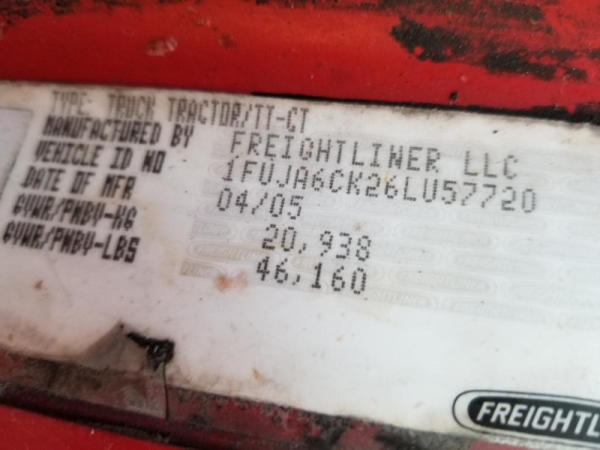 TYPE: TRUCK TRACTOR/TT-CT
MANUFACTURED BY FREIGHTLINER LLC
VEHICLE ID NO 1FUJA6CK26LU57720
DATE OF MFR 04/05
GVWR/PNBV-KG 20,938
GVWR/PNBV-LBS 46,160
FREIGHTL